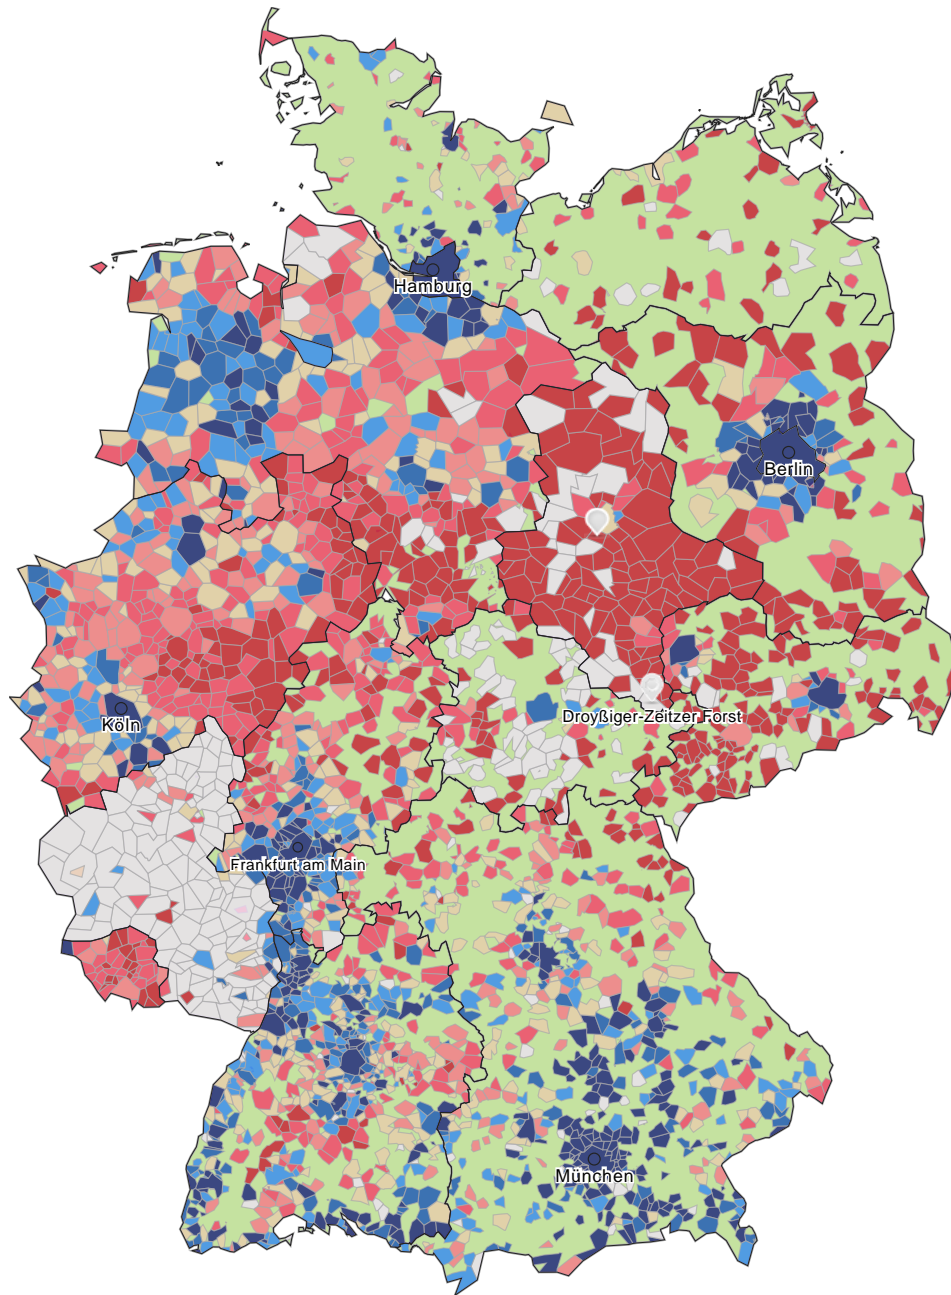 Hamburg
Berlin
Köln
Droyßiger-Zeitzer Forst
Frankfurt am Main
München